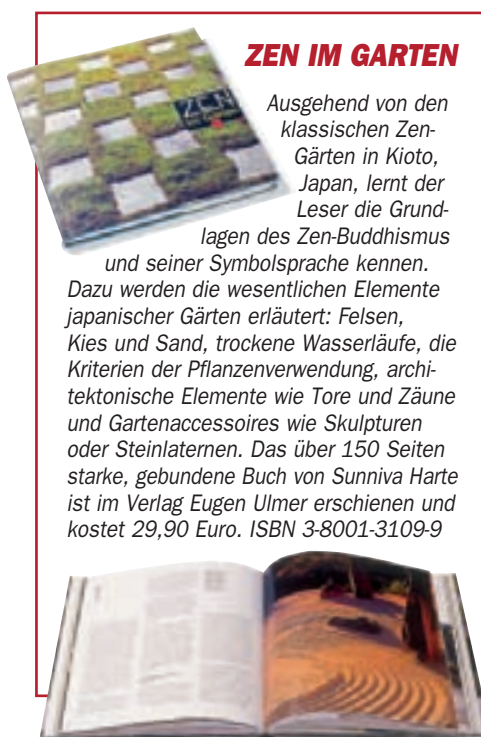 ZEN IM GARTEN
ZEN
Ausgehend von den
klassischen Zen-
Gärten in Kioto,
Japan, lernt der
Leser die Grund-
lagen des Zen-Buddhismus
und seiner Symbolsprache kennen.
Dazu werden die wesentlichen Elemente
japanischer Gärten erläutert: Felsen,
Kies und Sand, trockene Wasserläufe, die
Kriterien der Pflanzenverwendung, archi-
tektonische Elemente wie Tore und Zäune
und Gartenaccessoires wie Skulpturen
oder Steinlaternen. Das über 150 Seiten
starke, gebundene Buch von Sunniva Harte
ist im Verlag Eugen Ulmer erschienen und
kostet 29,90 Euro. ISBN 3-8001-3109-9